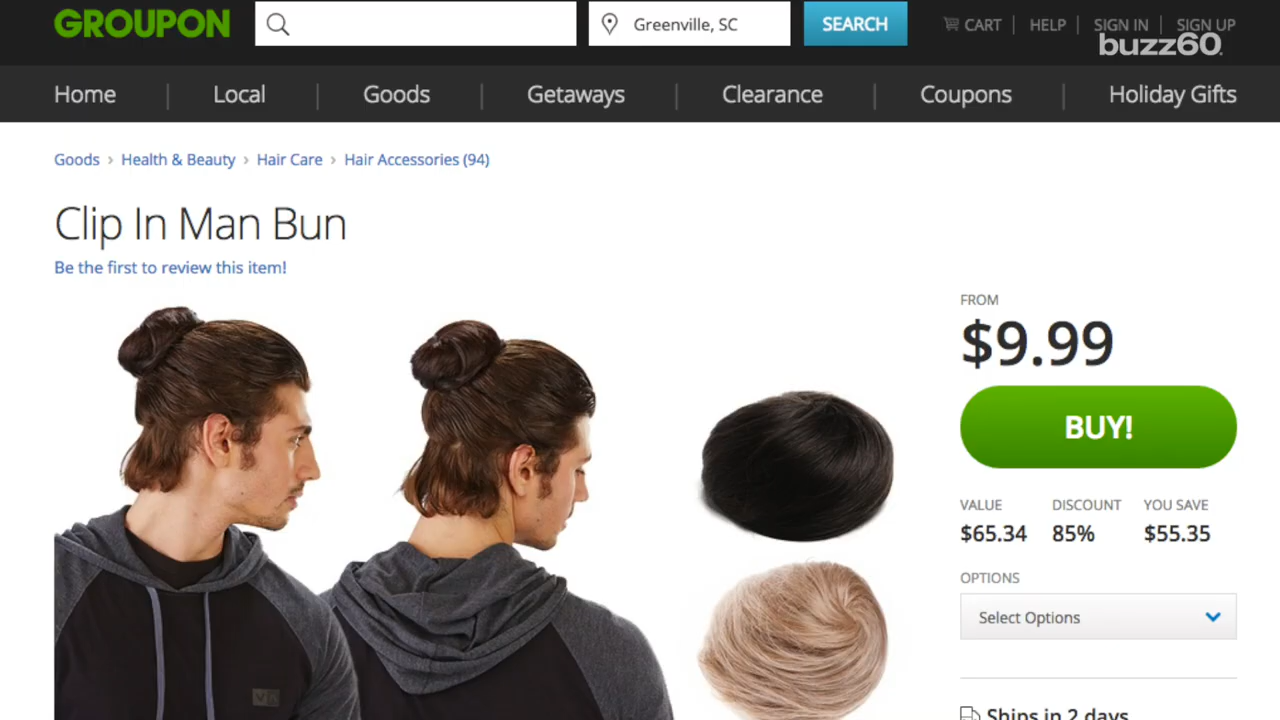 GROUPON
Greenville, SC
SEARCH
CART
HELP
SIGN IN
SIGN UP
buzz60
Home
Local
Goods
Getaways
Clearance
Coupons
Holiday Gifts
Goods › Health & Beauty › Hair Care › Hair Accessories (94)
Clip In Man Bun
Be the first to review this item!
FROM
$9.99
BUY!
VALUE DISCOUNT YOU SAVE
$65.34 85% $55.35
OPTIONS
Select Options
Ships in 2 days